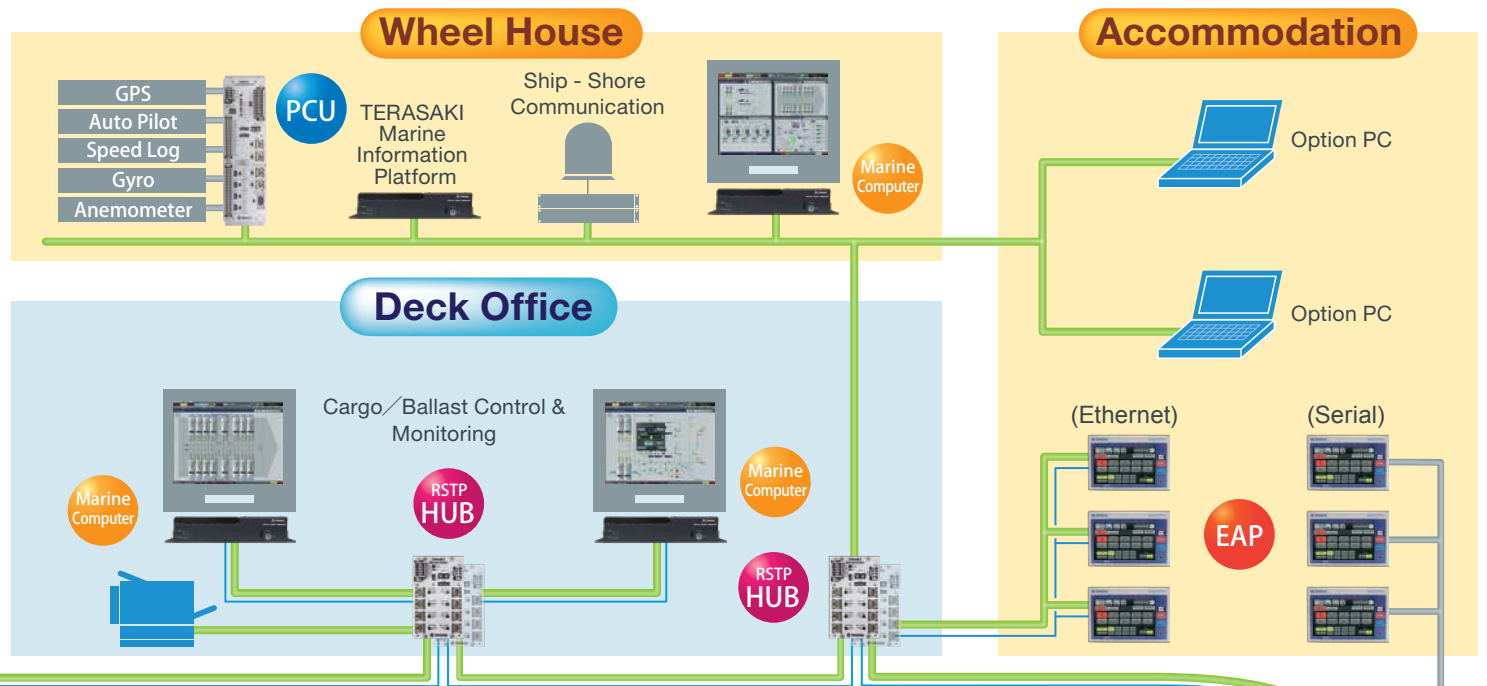 Wheel House
Accommodation
GPS
Auto Pilot
Speed Log
Gyro
Anemometer
PCU
TERASAKI
Marine
Information
Platform
Ship - Shore
Communication
Marine
Computer
Option PC
Option PC
Deck Office
Cargo／Ballast Control &
Monitoring
Marine
Computer
RSTP
HUB
Marine
Computer
RSTP
HUB
(Ethernet)
(Serial)
EAP